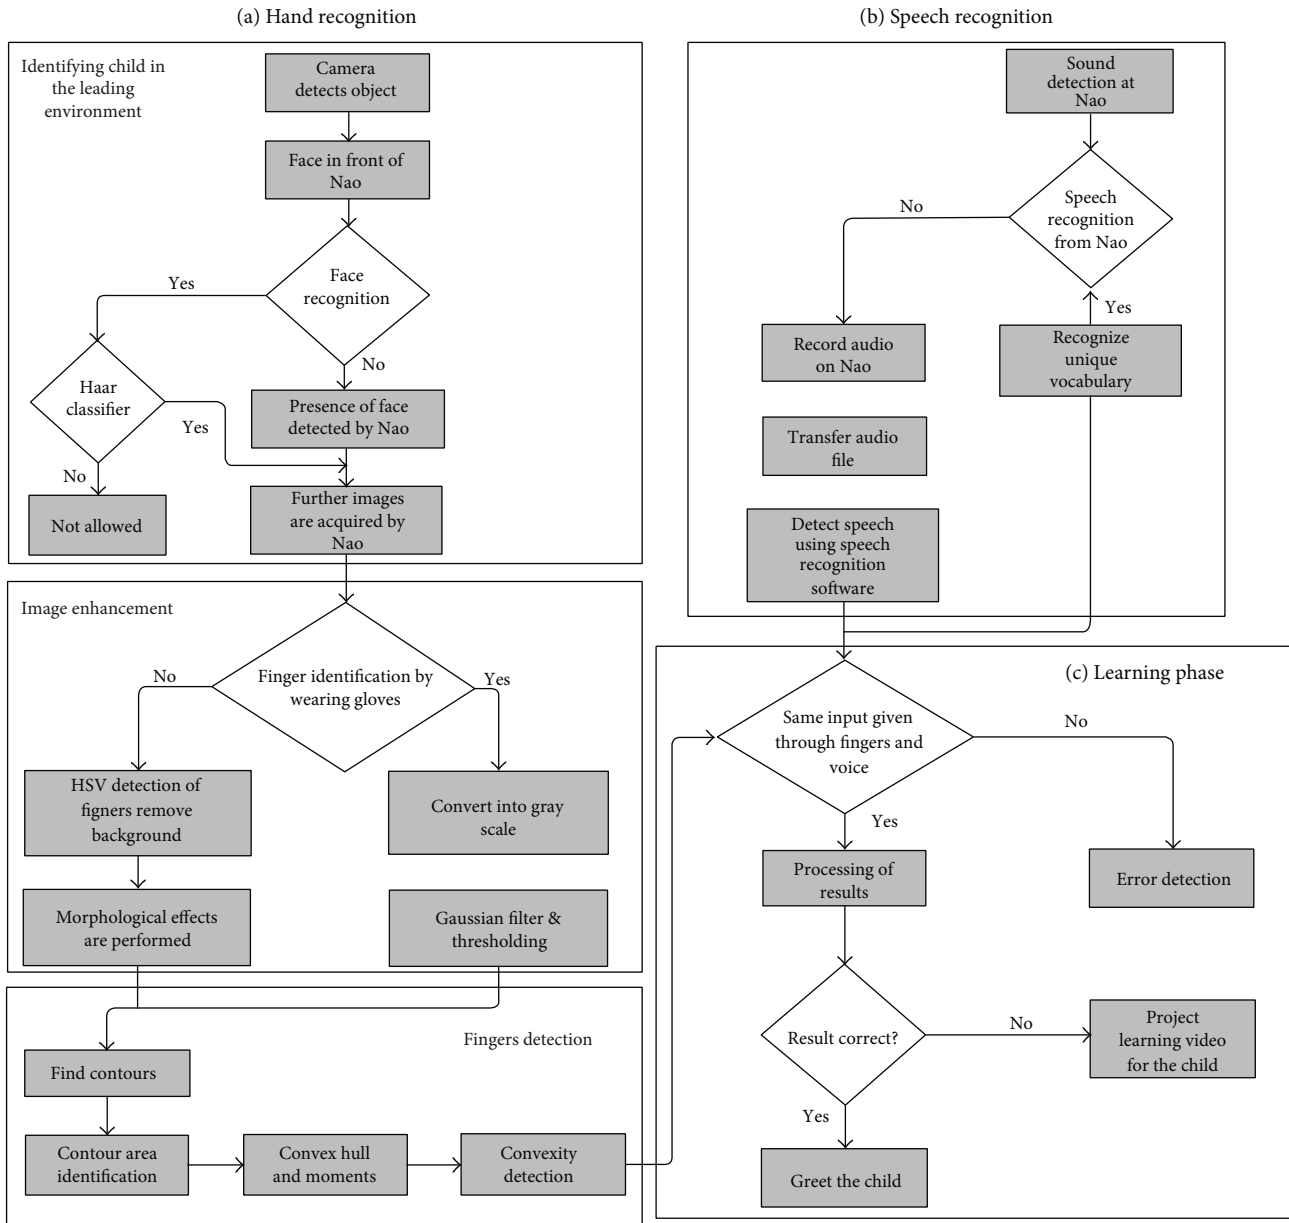 (a) Hand recognition
Identifying child in
the leading
environment
Camera
detects object
Face in front of
Nao
Face
recognition
Yes
No
Haar
classifier
Yes
No
Presence of face
detected by Nao
Not allowed
Further images
are acquired by
Nao
Image enhancement
Finger identification by
wearing gloves
No
Yes
HSV detection of
figners remove
background
Convert into gray
scale
Morphological effects
are performed
Gaussian filter &
thresholding
Fingers detection
Find contours
Contour area
identification
Convex hull
and moments
Convexity
detection
(b) Speech recognition
Sound
detection at
Nao
Speech
recognition
from Nao
No
Yes
Record audio
on Nao
Recognize
unique
vocabulary
Transfer audio
file
Detect speech
using speech
recognition
software
(c) Learning phase
Same input given
through fingers and
voice
No
Yes
Processing of
results
Error detection
Result correct?
No
Project
learning video
for the child
Yes
Greet the child